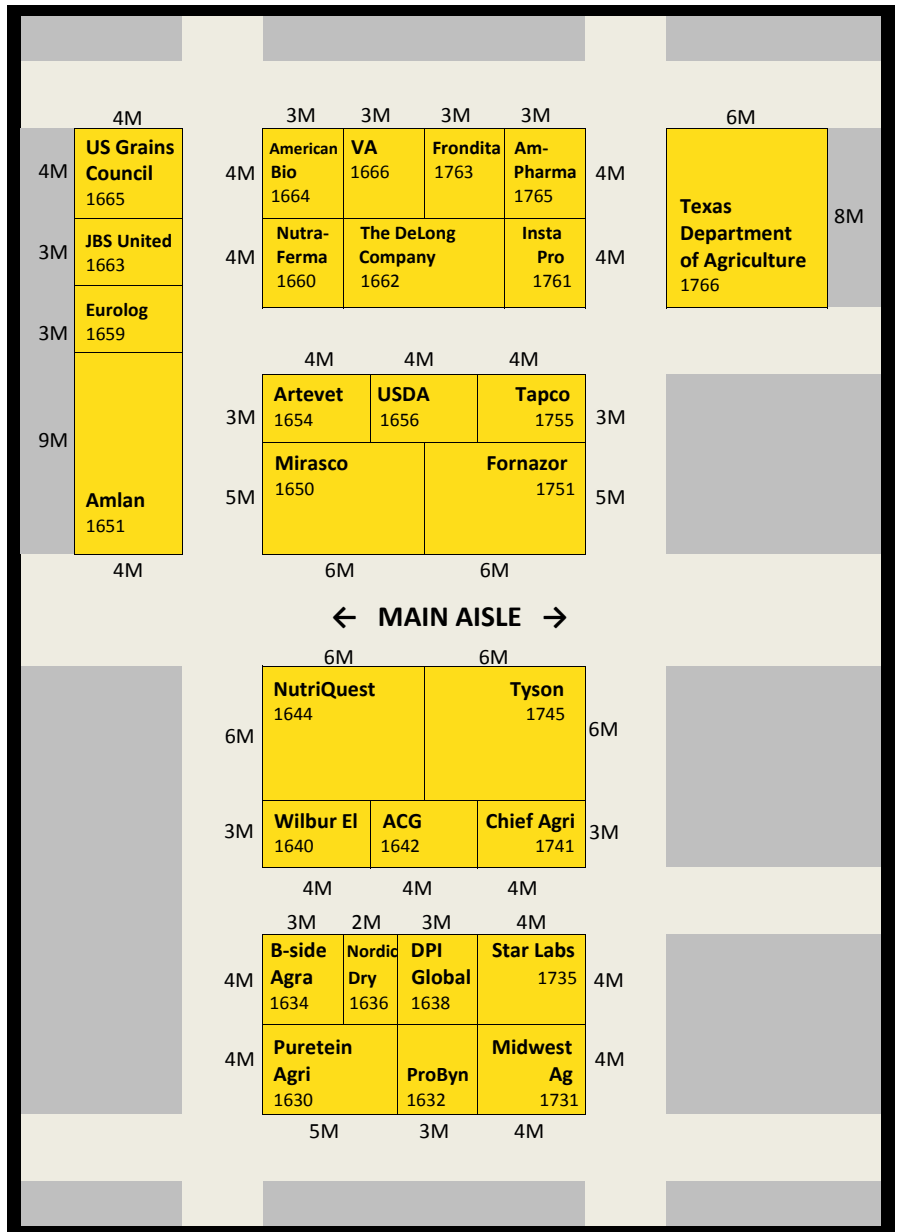 4M
3M 3M 3M 3M
6M
4M
US Grains
Council
1665
4M
American
Bio
1664
VA
1666
Frondita
1763
Am-
Pharma
1765
4M
Texas
Department
of Agriculture
1766
8M
3M
JBS United
1663
4M
Nutra-
Ferma
1660
The DeLong
Company
1662
Insta
Pro
1761
4M
3M
Eurolog
1659
9M
Amlan
1651
4M
4M 4M 4M
3M
Artevet
1654
USDA
1656
Tapco
1755
3M
5M
Mirasco
1650
Fornazor
1751
5M
6M 6M
← MAIN AISLE →
6M 6M
6M
NutriQuest
1644
Tyson
1745
6M
3M
Wilbur El
1640
ACG
1642
Chief Agri
1741
3M
4M 4M 4M
3M 2M 3M 4M
4M
B-side
Agra
1634
Nordic
Dry
1636
DPI
Global
1638
Star Labs
1735
4M
4M
Puretein
Agri
1630
ProByn
1632
Midwest
Ag
1731
4M
5M 3M 4M